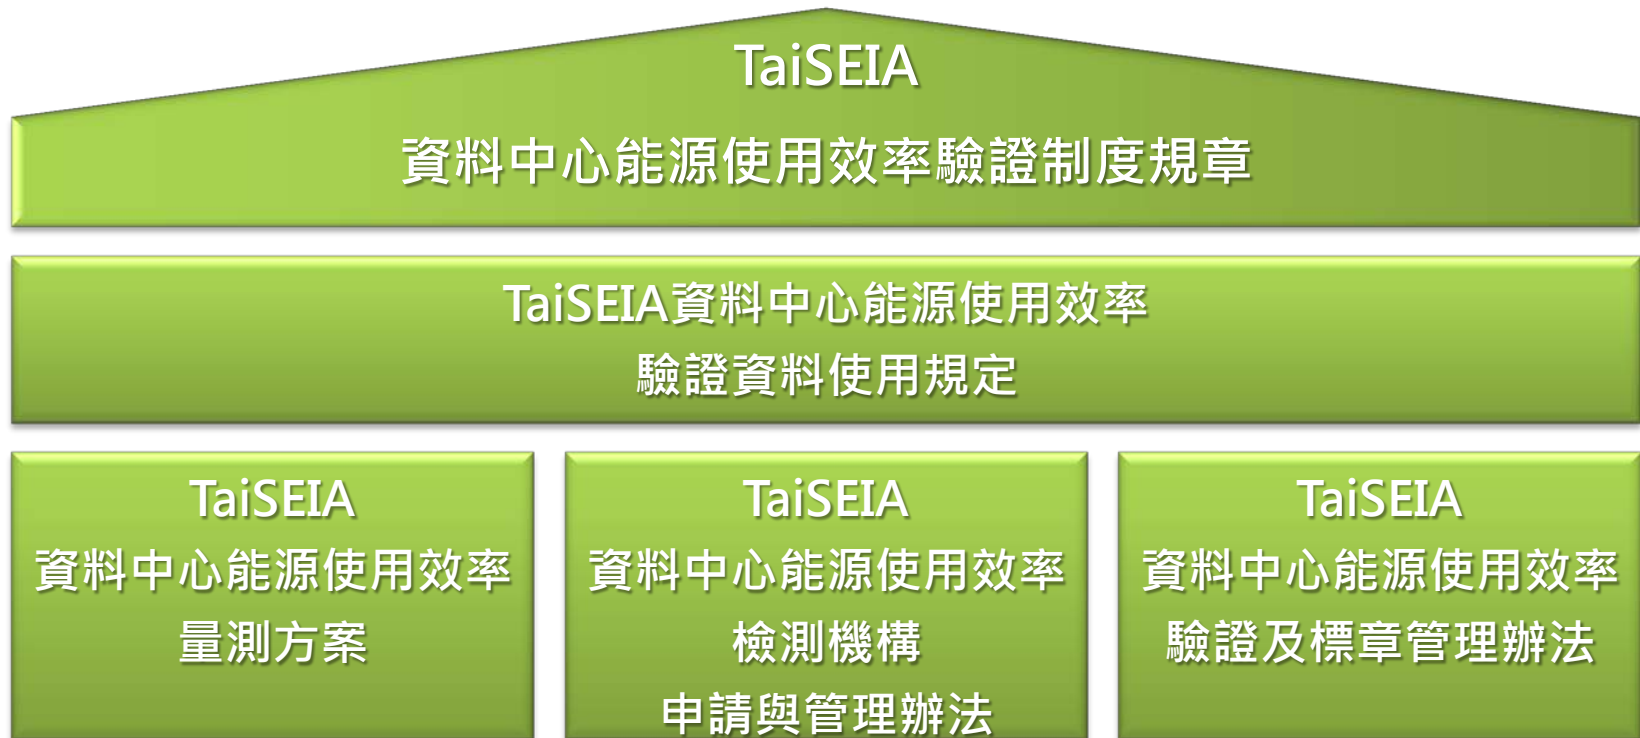 TaiSEIA
資料中心能源使用效率驗證制度規章
TaiSEIA資料中心能源使用效率
驗證資料使用規定
TaiSEIA
資料中心能源使用效率
量測方案
TaiSEIA
資料中心能源使用效率
檢測機構
申請與管理辦法
TaiSEIA
資料中心能源使用效率
驗證及標章管理辦法